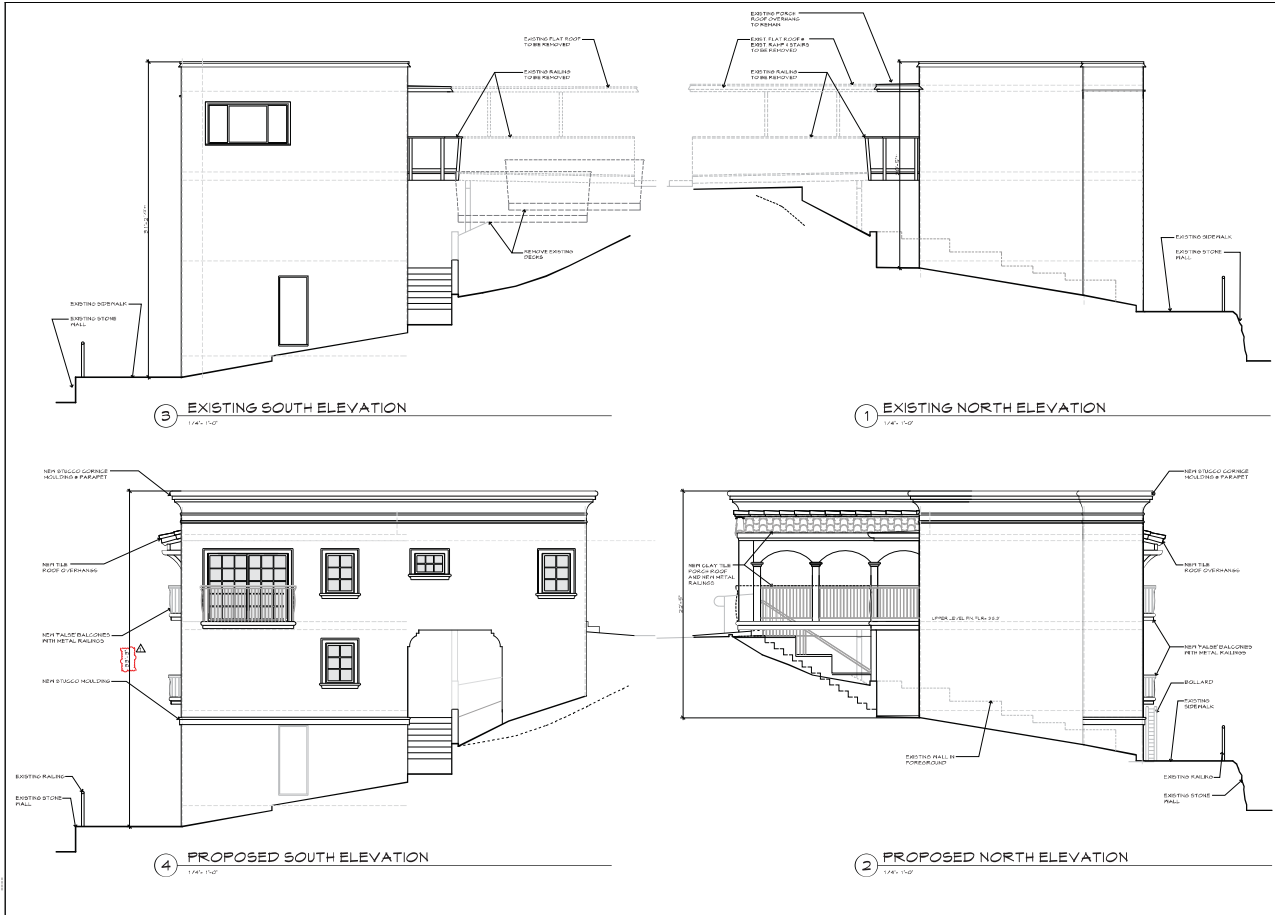 EXISTING FLAT ROOF
TO BE REMOVED
EXISTING RAILING
TO BE REMOVED
REMOVE EXISTING
DECKS
EXISTING SIDEWALK
EXISTING STONE
WALL
3
EXISTING SOUTH ELEVATION
1/4"= 1'-0"
EXISTING PORCH
ROOF OVERHANG
TO REMAIN
EXIST. FLAT ROOF &
EXIST RAMP & STAIRS
TO BE REMOVED
EXISTING RAILING
TO BE REMOVED
EXISTING SIDEWALK
EXISTING STONE
WALL
1
EXISTING NORTH ELEVATION
1/4"= 1'-0"
NEW STUCCO CORNICE
MOULDING @ PARAPET
NEW TILE
ROOF OVERHANGS
NEW 'FALSE' BALCONIES
WITH METAL RAILINGS
1
NEW STUCCO MOULDING
EXISTING RAILING
EXISTING STONE
WALL
4
PROPOSED SOUTH ELEVATION
1/4"= 1'-0"
NEW STUCCO CORNICE
MOULDING @ PARAPET
NEW TILE
ROOF OVERHANGS
NEW CLAY TILE
PORCH ROOF
AND NEW METAL
RAILINGS
UPPER LEVEL FIN. FLR.
NEW 'FALSE' BALCONIES
WITH METAL RAILINGS
BOLLARD
EXISTING
SIDEWALK
EXISTING WALL IN
FOREGROUND
EXISTING RAILING
EXISTING STONE
WALL
2
PROPOSED NORTH ELEVATION
1/4"= 1'-0"